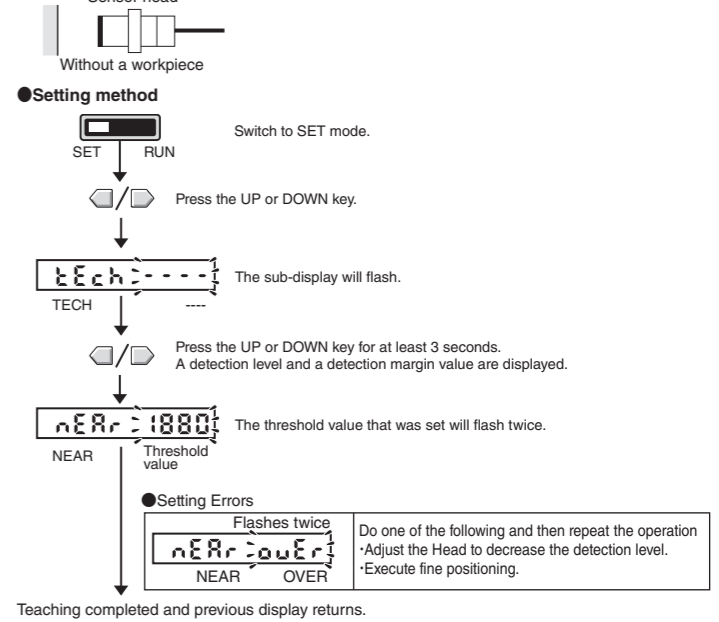 Sensor head
Without a workpiece
●Setting method
Switch to SET mode.
SET RUN
/ Press the UP or DOWN key.
tEch ---- The sub-display will flash.
TECH ----
Press the UP or DOWN key for at least 3 seconds.
/ A detection level and a detection margin value are displayed.
nEAr 1880 The threshold value that was set will flash twice.
NEAR Threshold
value
●Setting Errors
Flashes twice
nEAr ouEr
NEAR OVER
Do one of the following and then repeat the operation
·Adjust the Head to decrease the detection level.
·Execute fine positioning.
Teaching completed and previous display returns.